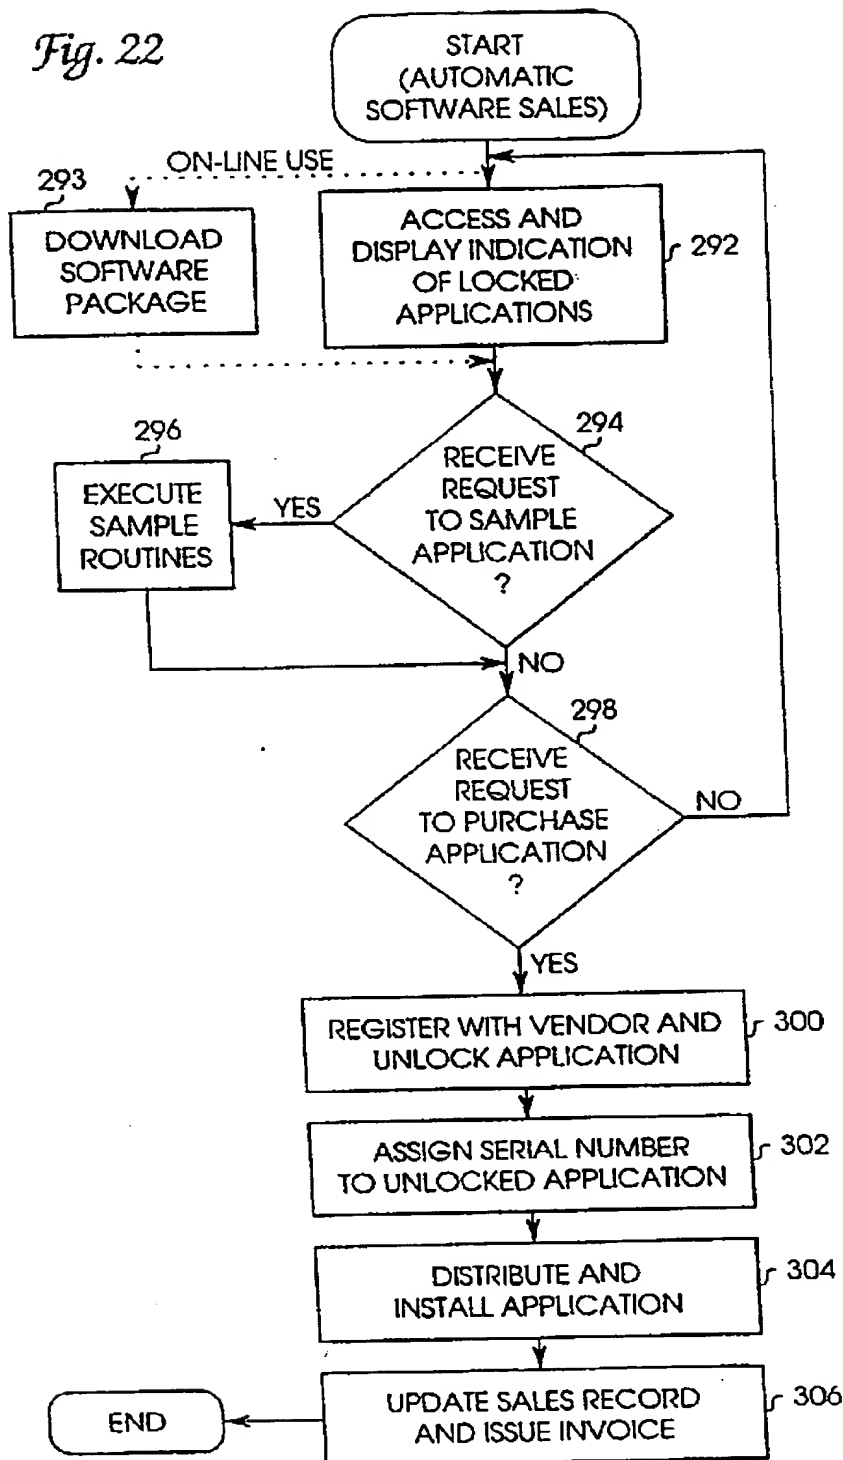 Fig. 22
START
(AUTOMATIC
SOFTWARE SALES)
ON-LINE USE
293
DOWNLOAD
SOFTWARE
PACKAGE
ACCESS AND
DISPLAY INDICATION
OF LOCKED
APPLICATIONS
292
294
RECEIVE
REQUEST
TO SAMPLE
APPLICATION
?
YES
296
EXECUTE
SAMPLE
ROUTINES
NO
298
RECEIVE
REQUEST
TO PURCHASE
APPLICATION
?
NO
YES
REGISTER WITH VENDOR AND
UNLOCK APPLICATION
300
ASSIGN SERIAL NUMBER
TO UNLOCKED APPLICATION
302
DISTRIBUTE AND
INSTALL APPLICATION
304
UPDATE SALES RECORD
AND ISSUE INVOICE
306
END